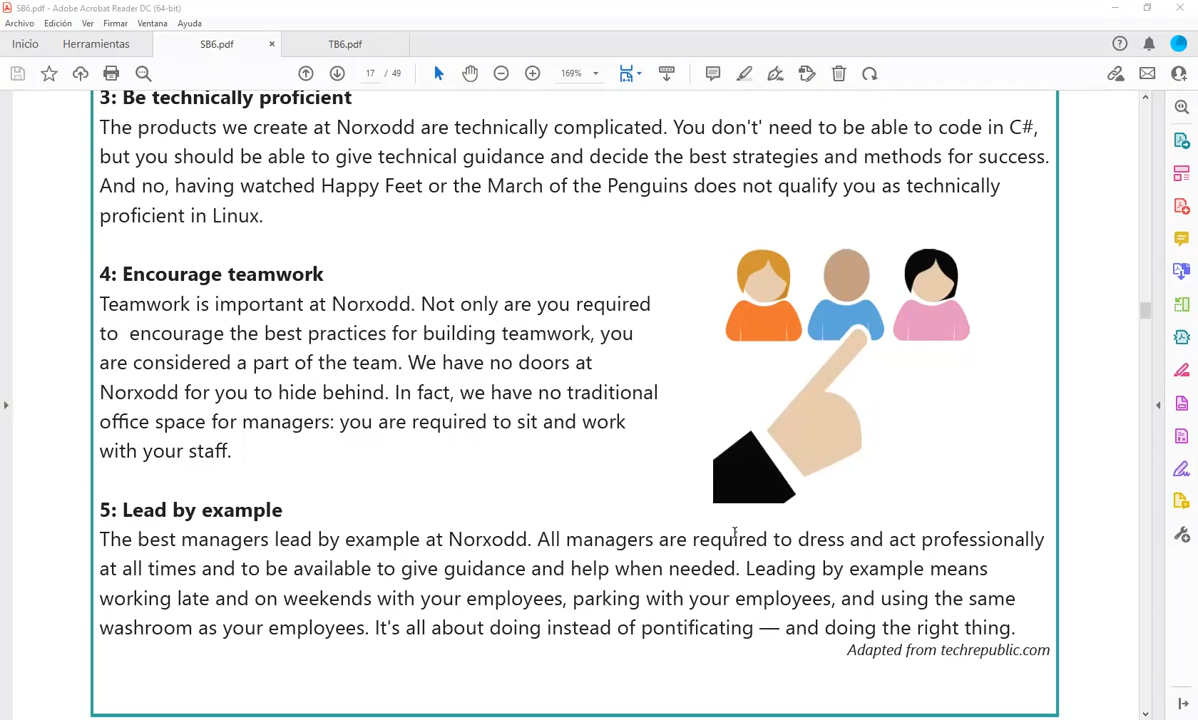 SB6.pdf - Adobe Acrobat Reader DC (64-bit)
Archivo Edición Ver Firmar Ventana Ayuda
Inicio Herramientas SB6.pdf × TB6.pdf
17 / 49 169%
3: Be technically proficient
The products we create at Norxodd are technically complicated. You don't' need to be able to code in C#,
but you should be able to give technical guidance and decide the best strategies and methods for success.
And no, having watched Happy Feet or the March of the Penguins does not qualify you as technically
proficient in Linux.
4: Encourage teamwork
Teamwork is important at Norxodd. Not only are you required
to encourage the best practices for building teamwork, you
are considered a part of the team. We have no doors at
Norxodd for you to hide behind. In fact, we have no traditional
office space for managers: you are required to sit and work
with your staff.
5: Lead by example
The best managers lead by example at Norxodd. All managers are required to dress and act professionally
at all times and to be available to give guidance and help when needed. Leading by example means
working late and on weekends with your employees, parking with your employees, and using the same
washroom as your employees. It's all about doing instead of pontificating — and doing the right thing.
Adapted from techrepublic.com